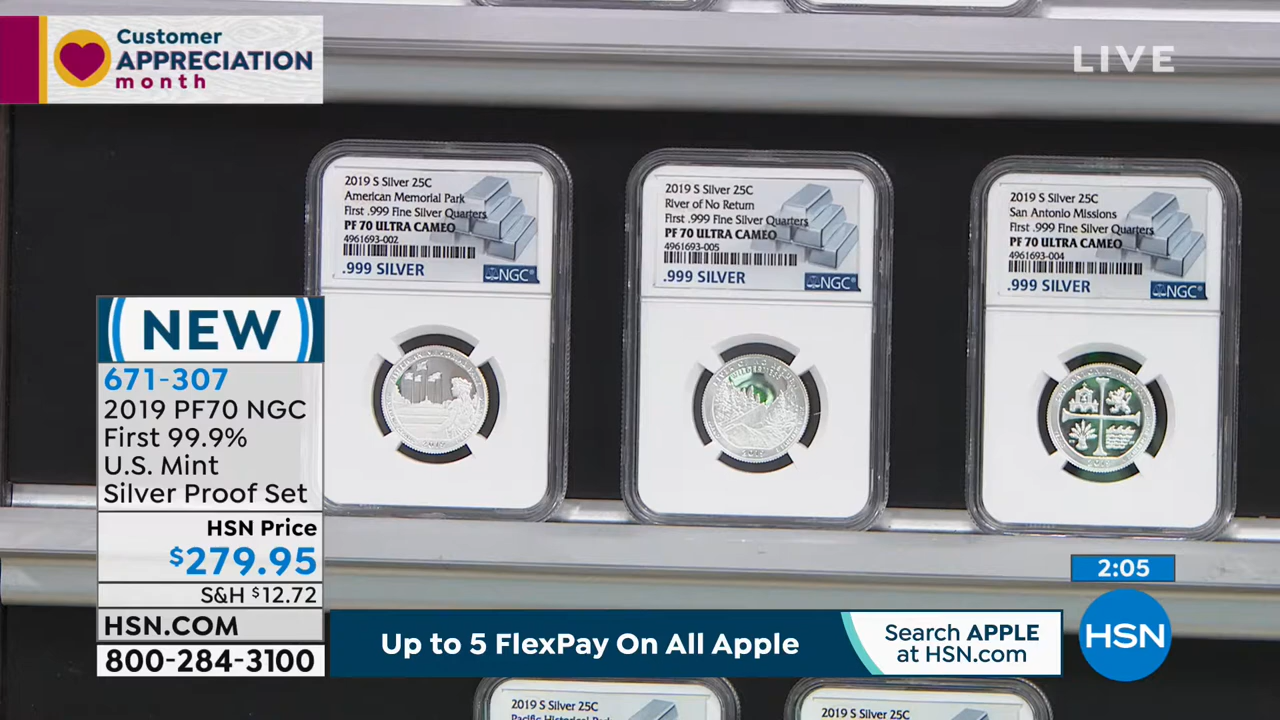 Customer
APPRECIATION
month
LIVE
2019 S Silver 25C
American Memorial Park
First .999 Fine Silver Quarters
PF 70 ULTRA CAMEO
4961693-002
.999 SILVER
NGC
2019 S Silver 25C
River of No Return
First .999 Fine Silver Quarters
PF 70 ULTRA CAMEO
4961693-005
.999 SILVER
NGC
2019 S Silver 25C
San Antonio Missions
First .999 Fine Silver Quarters
PF 70 ULTRA CAMEO
4961693-004
.999 SILVER
NGC
NEW
671-307
2019 PF70 NGC
First 99.9%
U.S. Mint
Silver Proof Set
HSN Price
$279.95
S&H $12.72
HSN.COM
800-284-3100
Up to 5 FlexPay On All Apple
Search APPLE
at HSN.com
2:05
HSN
2019 S Silver 25C
2019 S Silver 25C